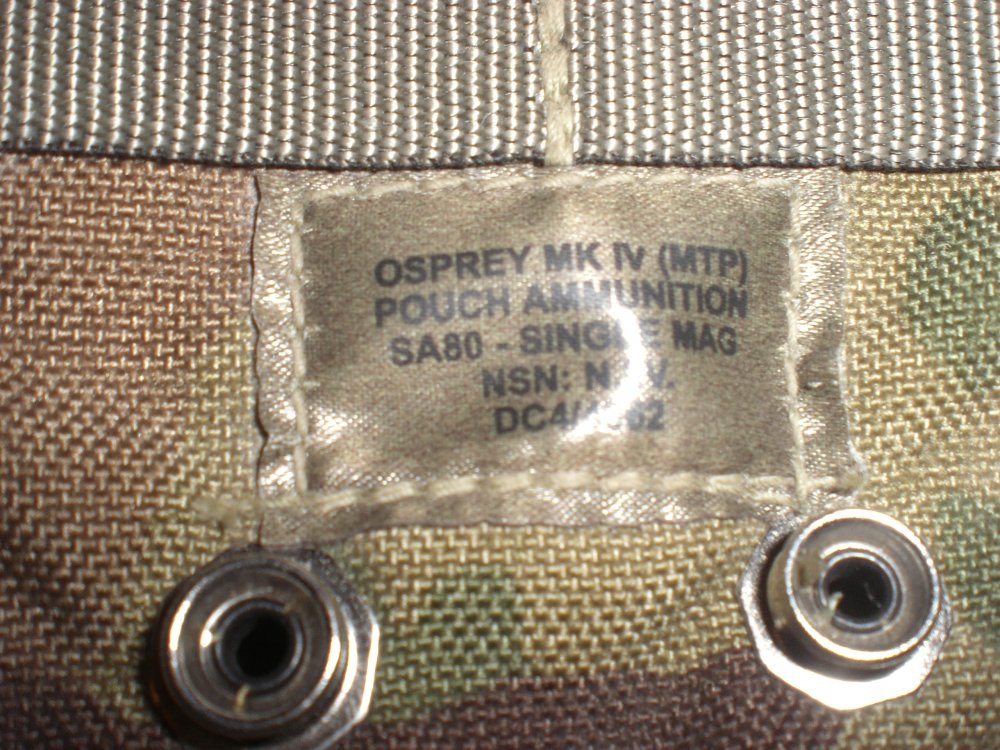 OSPREY MK IV (MTP)
POUCH AMMUNITION
SA80 - SINGLE MAG
NSN: